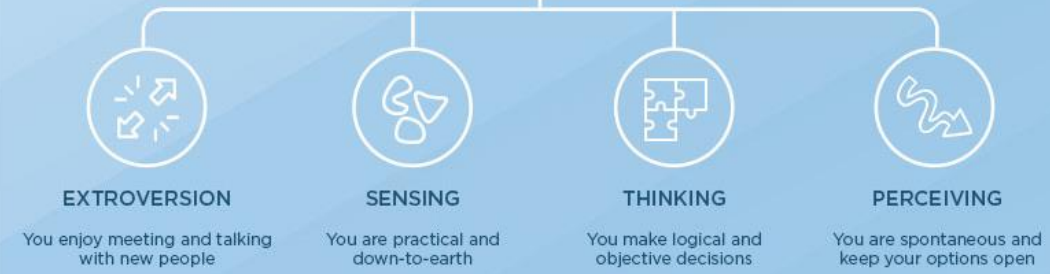 EXTROVERSION
You enjoy meeting and talking
with new people
SENSING
You are practical and
down-to-earth
THINKING
You make logical and
objective decisions
PERCEIVING
You are spontaneous and
keep your options open